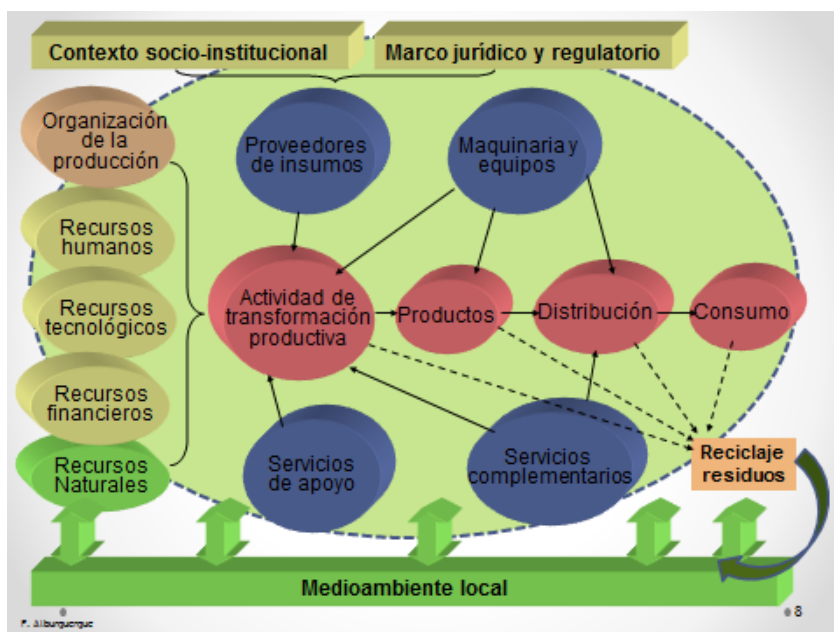 Contexto socio-institucional
Marco jurídico y regulatorio
Organización
de la
producción
Proveedores
de insumos
Maquinaria y
equipos
Recursos
humanos
Recursos
tecnológicos
Actividad de
transformación
productiva
Productos
Distribución
Consumo
Recursos
financieros
Recursos
Naturales
Servicios
de apoyo
Servicios
complementarios
Reciclaje
residuos
Medioambiente local
8
F. Alburquerque